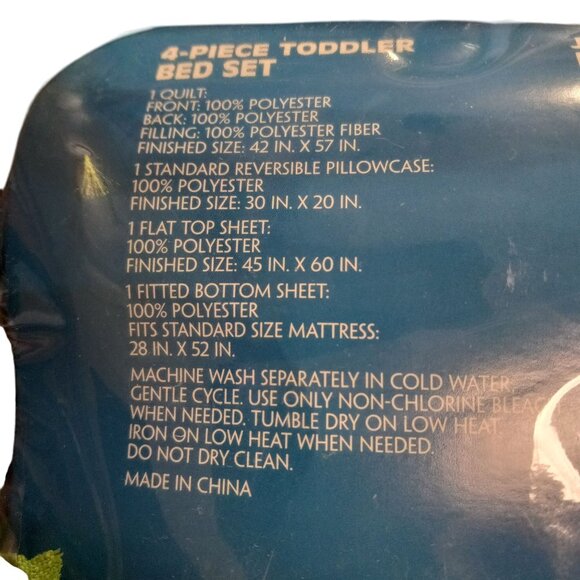 4-PIECE TODDLER
BED SET
1 QUILT:
FRONT: 100% POLYESTER
BACK: 100% POLYESTER
FILLING: 100% POLYESTER FIBER
FINISHED SIZE: 42 IN. X 57 IN.
1 STANDARD REVERSIBLE PILLOWCASE:
100% POLYESTER
FINISHED SIZE: 30 IN. X 20 IN.
1 FLAT TOP SHEET:
100% POLYESTER
FINISHED SIZE: 45 IN. X 60 IN.
1 FITTED BOTTOM SHEET:
100% POLYESTER
FITS STANDARD SIZE MATTRESS:
28 IN. X 52 IN.
MACHINE WASH SEPARATELY IN COLD WATER,
GENTLE CYCLE. USE ONLY NON-CHLORINE BLEACH
WHEN NEEDED. TUMBLE DRY ON LOW HEAT.
IRON ON LOW HEAT WHEN NEEDED.
DO NOT DRY CLEAN.
MADE IN CHINA